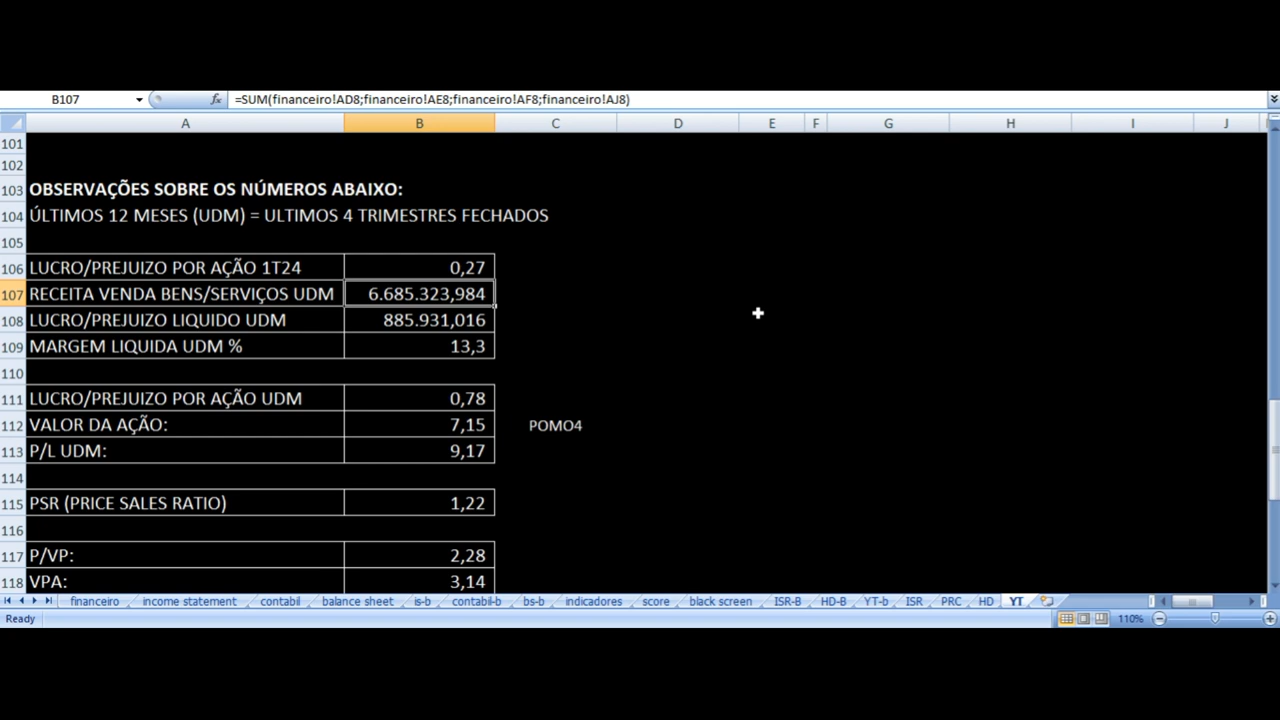 B107 fx =SUM(financeiro!AD8;financeiro!AE8;financeiro!AF8;financeiro!AJ8)
A B C D E F G H I J
101
102
103 OBSERVAÇÕES SOBRE OS NÚMEROS ABAIXO:
104 ÚLTIMOS 12 MESES (UDM) = ULTIMOS 4 TRIMESTRES FECHADOS
105
106 LUCRO/PREJUIZO POR AÇÃO 1T24 0,27
107 RECEITA VENDA BENS/SERVIÇOS UDM 6.685.323,984
108 LUCRO/PREJUIZO LIQUIDO UDM 885.931,016
109 MARGEM LIQUIDA UDM % 13,3
110
111 LUCRO/PREJUIZO POR AÇÃO UDM 0,78
112 VALOR DA AÇÃO: 7,15 POMO4
113 P/L UDM: 9,17
114
115 PSR (PRICE SALES RATIO) 1,22
116
117 P/VP: 2,28
118 VPA: 3,14
financeiro income statement contabil balance sheet is-b contabil-b bs-b indicadores score black screen ISR-B HD-B YT-b ISR PRC HD YT
Ready 110%